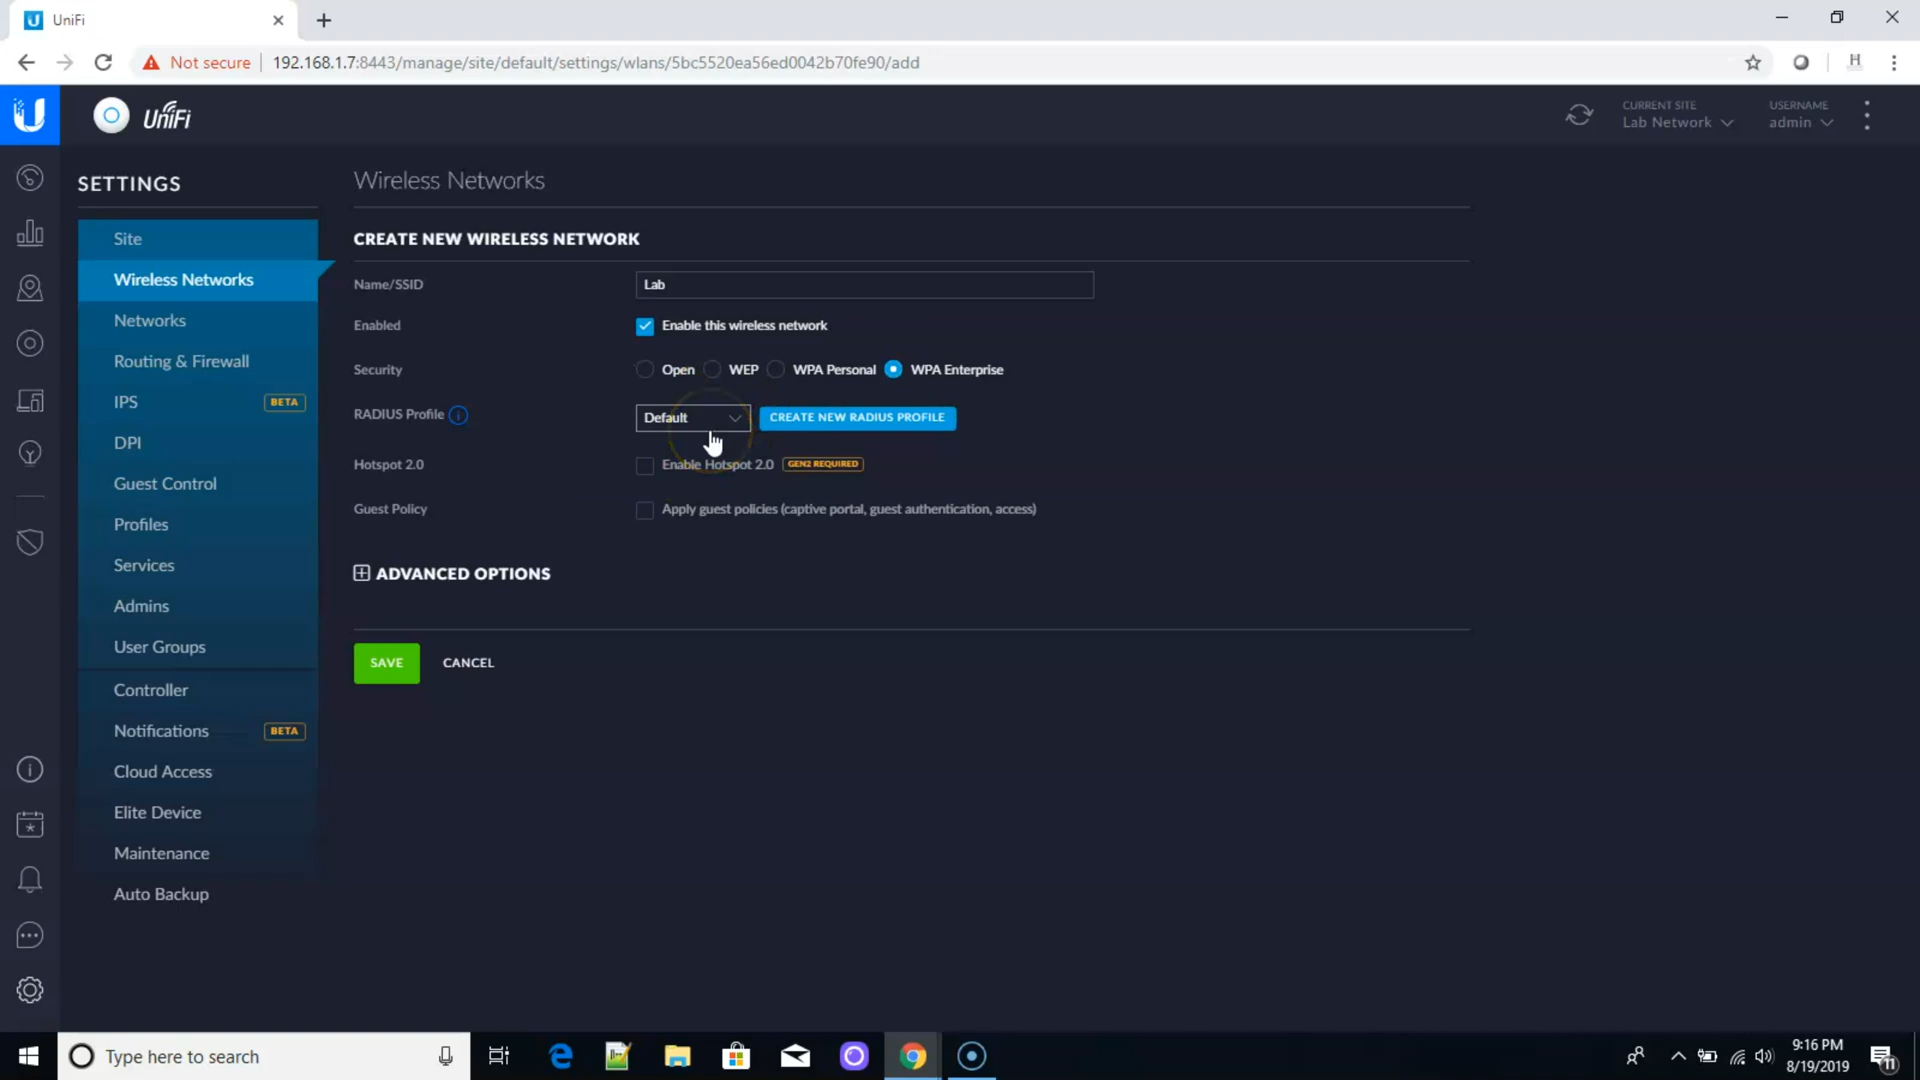 UniFi
Not secure 192.168.1.7:8443/manage/site/default/settings/wlans/5bc5520ea56ed0042b70fe90/add
H
UniFi
CURRENT SITE
Lab Network
USERNAME
admin
SETTINGS
Site
Wireless Networks
Networks
Routing & Firewall
IPS BETA
DPI
Guest Control
Profiles
Services
Admins
User Groups
Controller
Notifications BETA
Cloud Access
Elite Device
Maintenance
Auto Backup
Wireless Networks
CREATE NEW WIRELESS NETWORK
Name/SSID Lab
Enabled Enable this wireless network
Security Open WEP WPA Personal WPA Enterprise
RADIUS Profile Default CREATE NEW RADIUS PROFILE
Hotspot 2.0 Enable Hotspot 2.0 GEN2 REQUIRED
Guest Policy Apply guest policies (captive portal, guest authentication, access)
ADVANCED OPTIONS
SAVE CANCEL
Type here to search
9:16 PM
8/19/2019
11